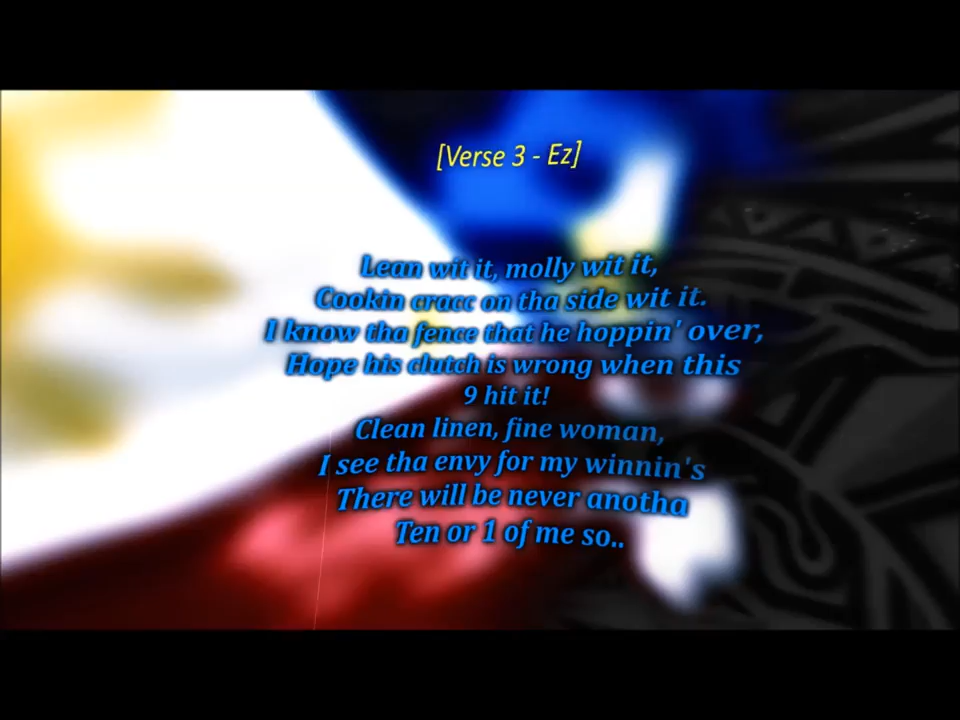 [Verse 3 - Ez]
Lean wit it, molly wit it,
Cookin cracc on tha side wit it.
I know tha fence that he hoppin' over,
Hope his clutch is wrong when this
9 hit it!
Clean linen, fine woman,
I see tha envy for my winnin's
There will be never anotha
Ten or 1 of me so..